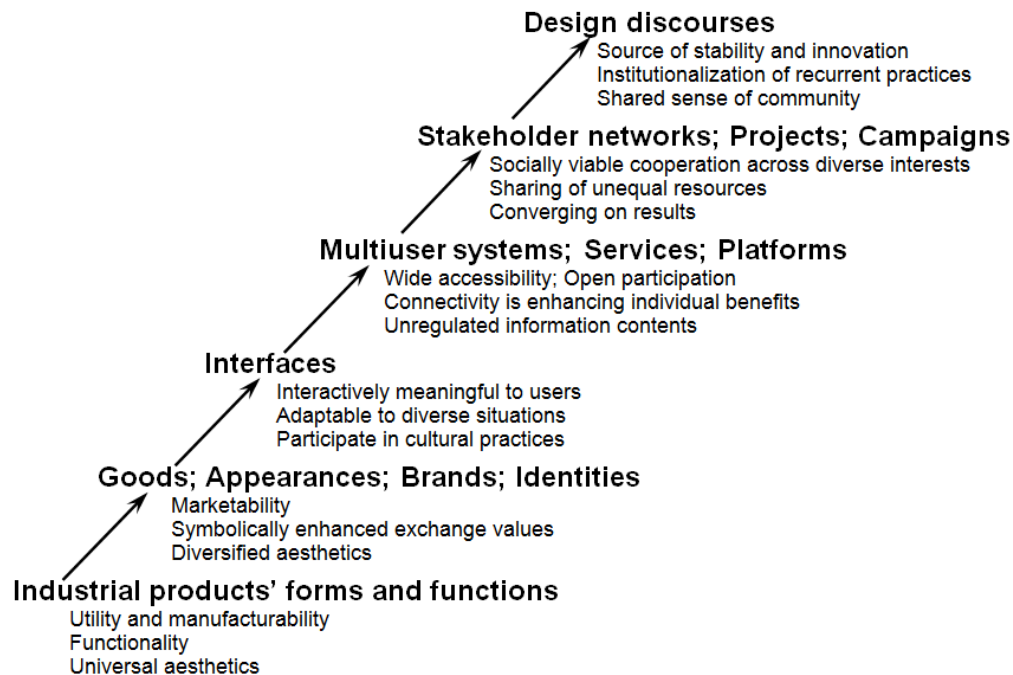 Design discourses
Source of stability and innovation
Institutionalization of recurrent practices
Shared sense of community
Stakeholder networks; Projects; Campaigns
Socially viable cooperation across diverse interests
Sharing of unequal resources
Converging on results
Multiuser systems; Services; Platforms
Wide accessibility; Open participation
Connectivity is enhancing individual benefits
Unregulated information contents
Interfaces
Interactively meaningful to users
Adaptable to diverse situations
Participate in cultural practices
Goods; Appearances; Brands; Identities
Marketability
Symbolically enhanced exchange values
Diversified aesthetics
Industrial products’ forms and functions
Utility and manufacturability
Functionality
Universal aesthetics